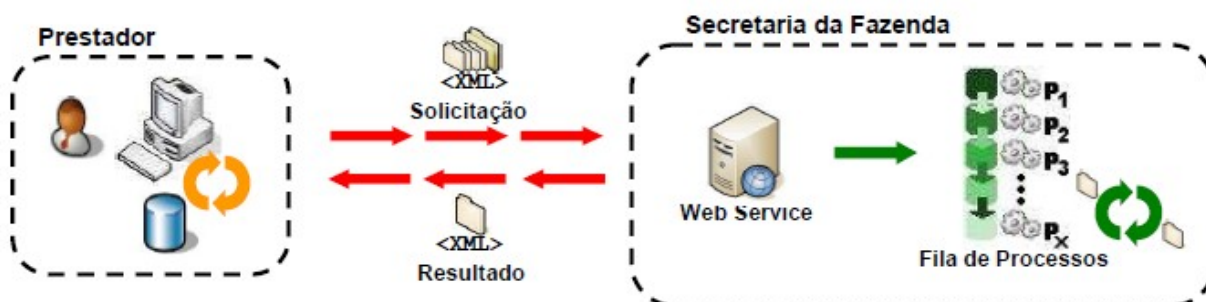 Prestador
Secretaria da Fazenda
<XML>
Solicitação
<XML>
Resultado
Web Service
P1
P2
P3
Px
Fila de Processos